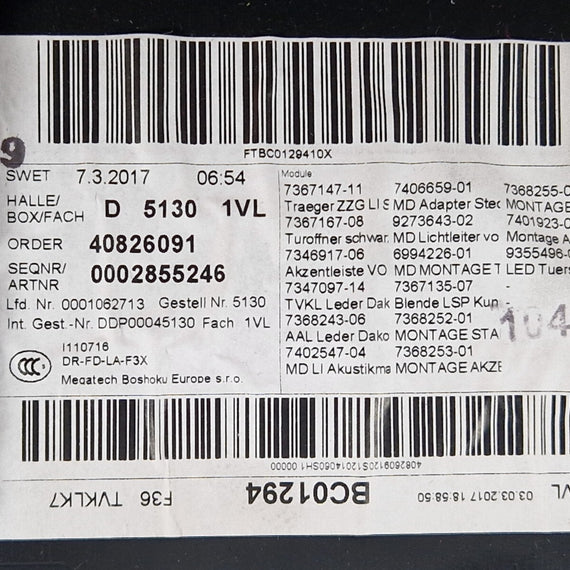 FTBC0129410X
9
SWET 7.3.2017 06:54
HALLE/
BOX/FACH D 5130 1VL
ORDER 40826091
SEQNR/
ARTNR 0002855246
Lfd. Nr. 0001062713 Gestell Nr. 5130
Int. Gest.-Nr. DDP00045130 Fach 1VL
CCC
I110716
DR-FD-LA-F3X
Megatech Boshoku Europe s.r.o.
Module
7367147-11 7406659-01 7368255-0
Traeger ZZG LI S MD Adapter Stec MONTAGE
7367167-08 9273643-02 7401923-0
Turoffner schwar MD Lichtleiter vo Montage A
7346917-06 6994226-01 9355496-
Akzentleiste VO MD MONTAGE T LED Tuers
7347097-14 7367135-07 -
TVKL Leder Dak Blende LSP Kun -
7368243-06 7368252-01
AAL Leder Dako MONTAGE STA
7402547-04 7368253-01
MD LI Akustikma MONTAGE AKZE
104
4082609120S1201406OSH1 00000
VL 03.03.2017 18:58:50 BC01294 F36 TVKLK7